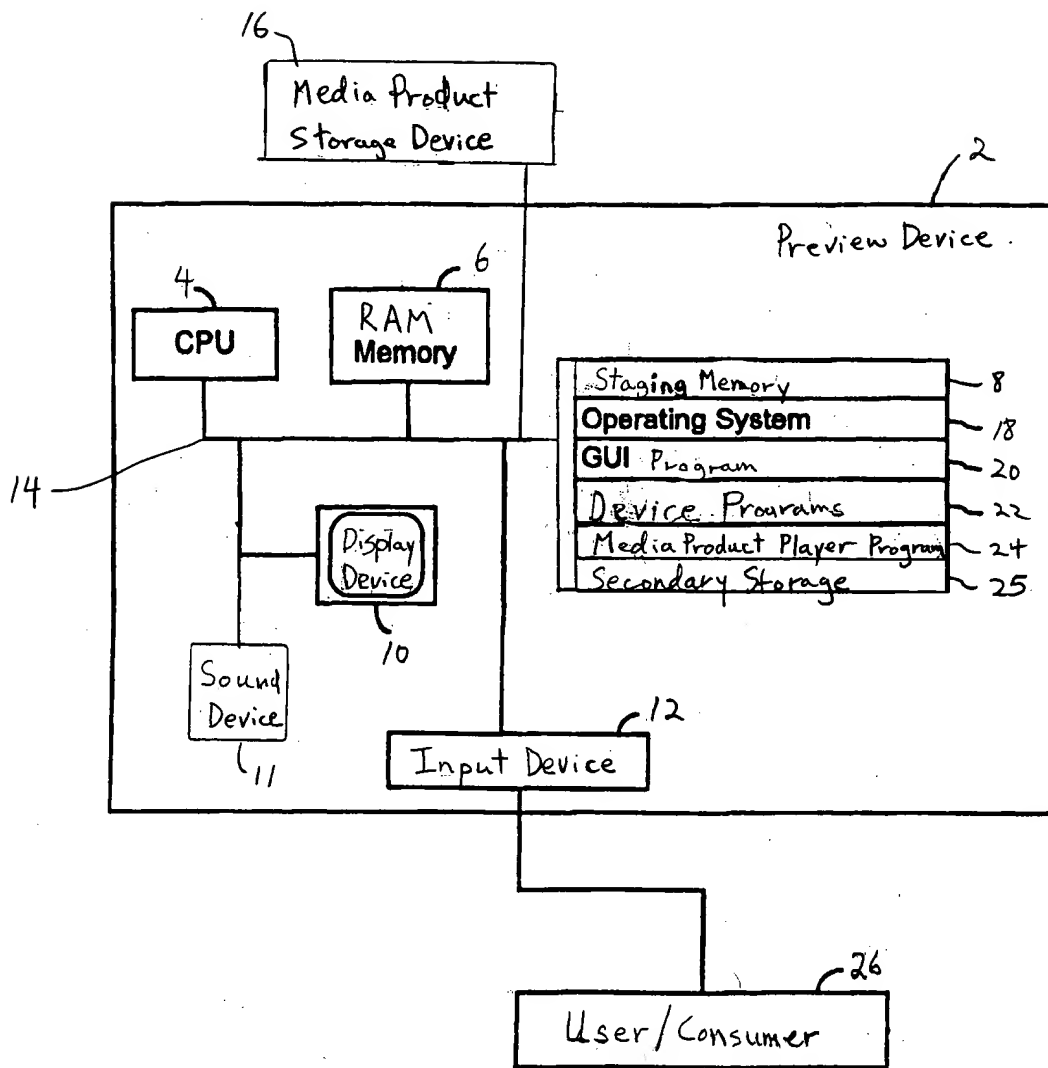 16
Media Product
Storage Device
2
Preview Device.
4
CPU
6
RAM
Memory
Staging Memory
8
Operating System
18
GUI Program
20
Device Programs
22
Media Product Player Program
24
Secondary Storage
25
14
Display
Device
10
Sound
Device
11
12
Input Device
26
User/Consumer